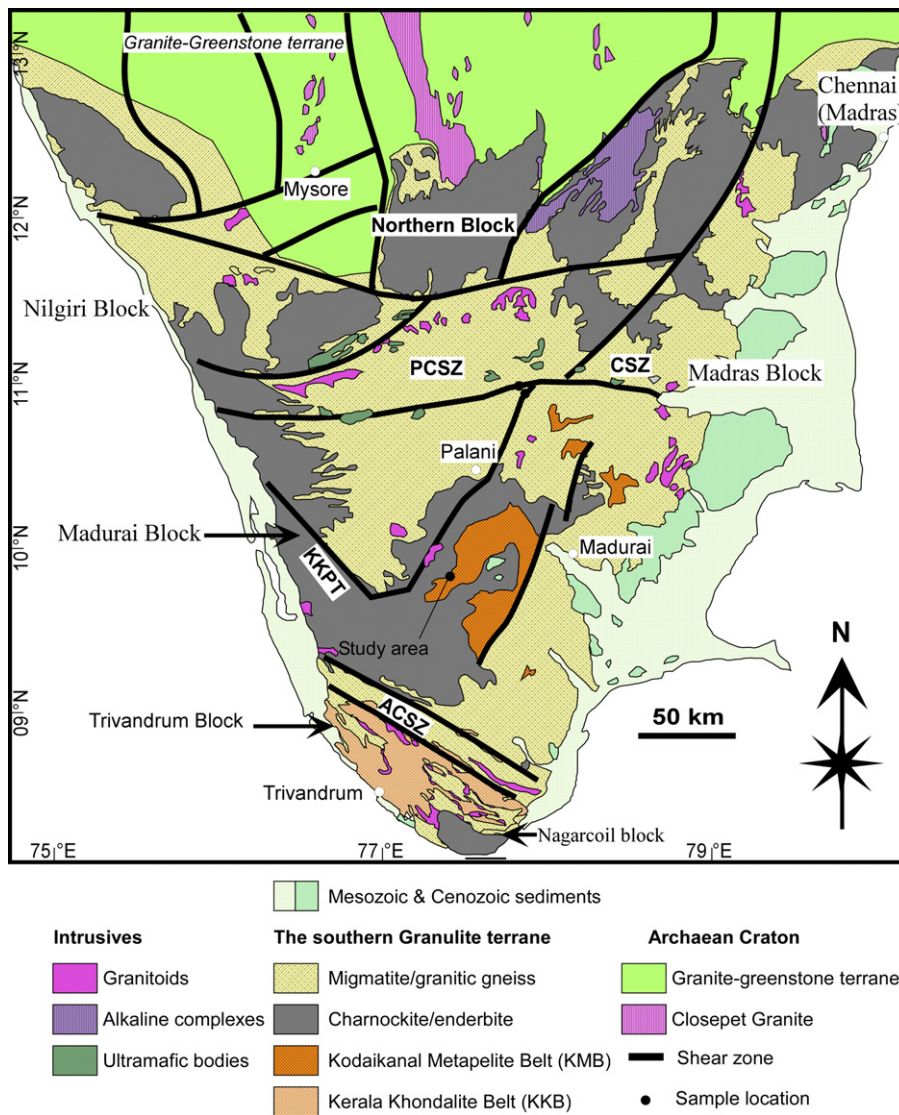 Granite-Greenstone terrane
13°N
Chennai
(Madras)
Mysore
12°N
Northern Block
Nilgiri Block
PCSZ
CSZ
11°N
Madras Block
Palani
Madurai Block
10°N
Madurai
KKPT
Study area
N
09°N
ACSZ
Trivandrum Block
50 km
Trivandrum
Nagarcoil block
75°E
77°E
79°E
Mesozoic & Cenozoic sediments
Intrusives
Granitoids
Alkaline complexes
Ultramafic bodies
The southern Granulite terrane
Migmatite/granitic gneiss
Charnockite/enderbite
Kodaikanal Metapelite Belt (KMB)
Kerala Khondalite Belt (KKB)
Archaean Craton
Granite-greenstone terrane
Closepet Granite
Shear zone
Sample location